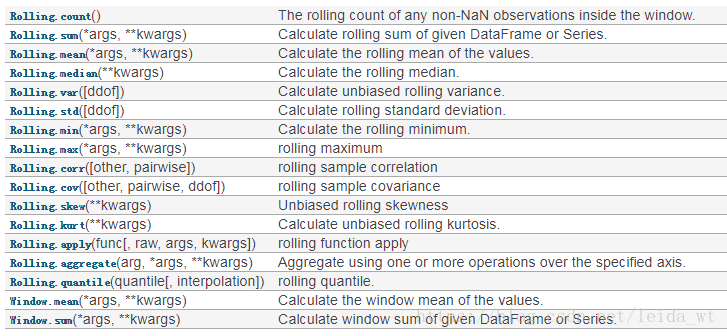 Rolling.count() The rolling count of any non-NaN observations inside the window.
Rolling.sum(*args, **kwargs) Calculate rolling sum of given DataFrame or Series.
Rolling.mean(*args, **kwargs) Calculate the rolling mean of the values.
Rolling.median(**kwargs) Calculate the rolling median.
Rolling.var([ddof]) Calculate unbiased rolling variance.
Rolling.std([ddof]) Calculate rolling standard deviation.
Rolling.min(*args, **kwargs) Calculate the rolling minimum.
Rolling.max(*args, **kwargs) rolling maximum
Rolling.corr([other, pairwise]) rolling sample correlation
Rolling.cov([other, pairwise, ddof]) rolling sample covariance
Rolling.skew(**kwargs) Unbiased rolling skewness
Rolling.kurt(**kwargs) Calculate unbiased rolling kurtosis.
Rolling.apply(func[, raw, args, kwargs]) rolling function apply
Rolling.aggregate(arg, *args, **kwargs) Aggregate using one or more operations over the specified axis.
Rolling.quantile(quantile[, interpolation]) rolling quantile.
Window.mean(*args, **kwargs) Calculate the window mean of the values.
Window.sum(*args, **kwargs) Calculate window sum of given DataFrame or Series.
https://blog.csdn.net/leida_wt